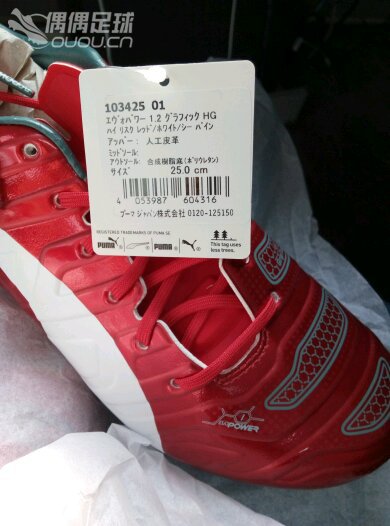 偶偶足球
ouou.cn
103425 01
エヴォパワー 1.2 グラフィック HG
ハイ リスク レッド/ホワイト/シー パイン
アッパー: 人工皮革
ミッドソール:
アウトソール: 合成樹脂底(ポリウレタン)
サイズ 25.0 cm
4 053987 604316
プーマ ジャパン株式会社 0120-125150
REGISTERED TRADEMARKS OF PUMA SE
PUMA PUMA
This tag uses
less trees.
evoPOWER
1